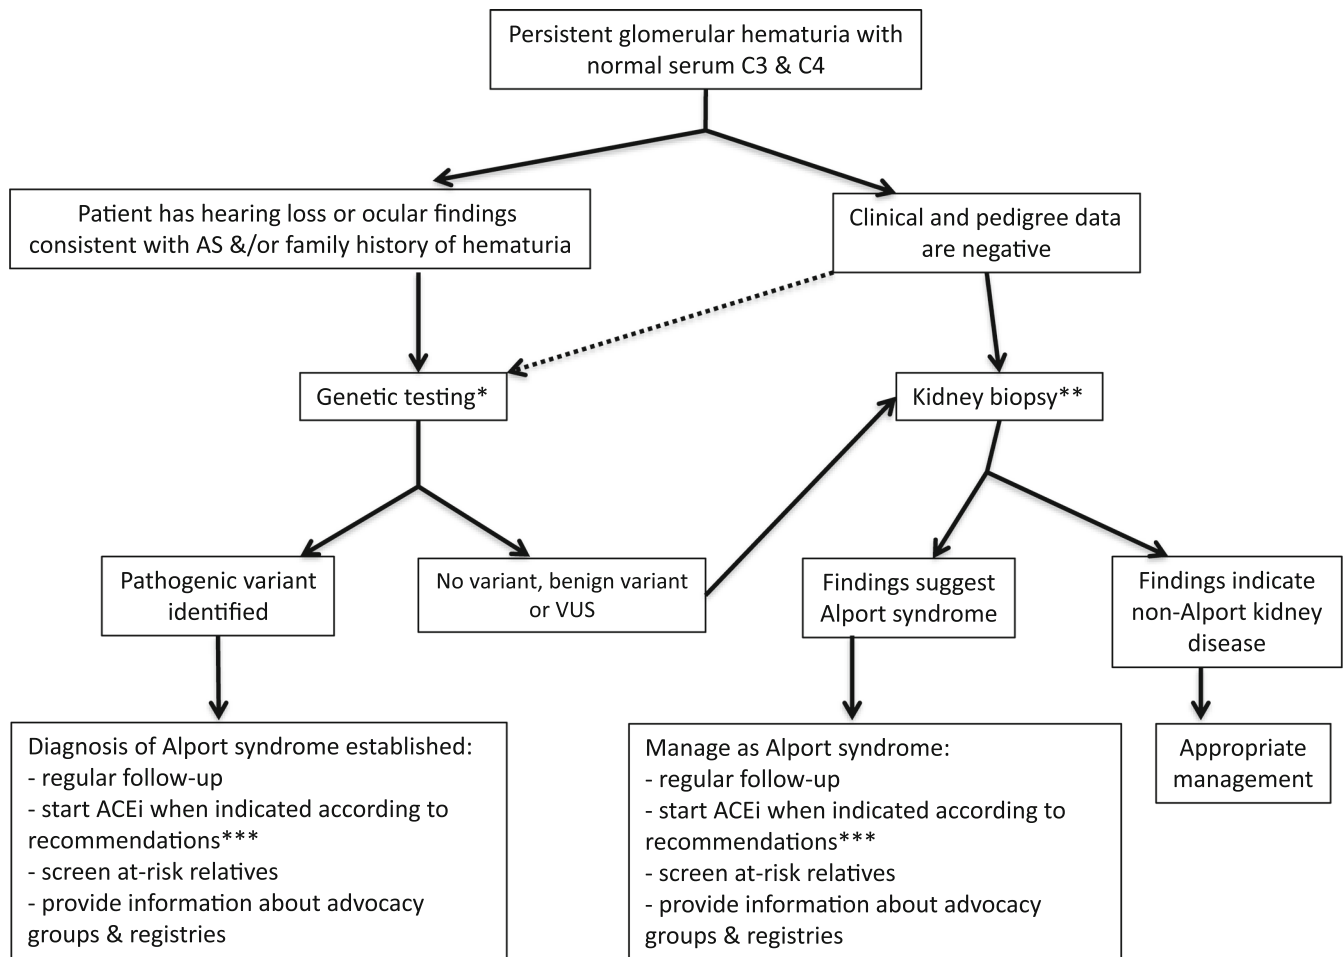 Persistent glomerular hematuria with
normal serum C3 & C4
Patient has hearing loss or ocular findings
consistent with AS &/or family history of hematuria
Clinical and pedigree data
are negative
Genetic testing*
Kidney biopsy**
Pathogenic variant
identified
No variant, benign variant
or VUS
Findings suggest
Alport syndrome
Findings indicate
non-Alport kidney
disease
Diagnosis of Alport syndrome established:
- regular follow-up
- start ACEi when indicated according to
recommendations***
- screen at-risk relatives
- provide information about advocacy
groups & registries
Manage as Alport syndrome:
- regular follow-up
- start ACEi when indicated according to
recommendations***
- screen at-risk relatives
- provide information about advocacy
groups & registries
Appropriate
management